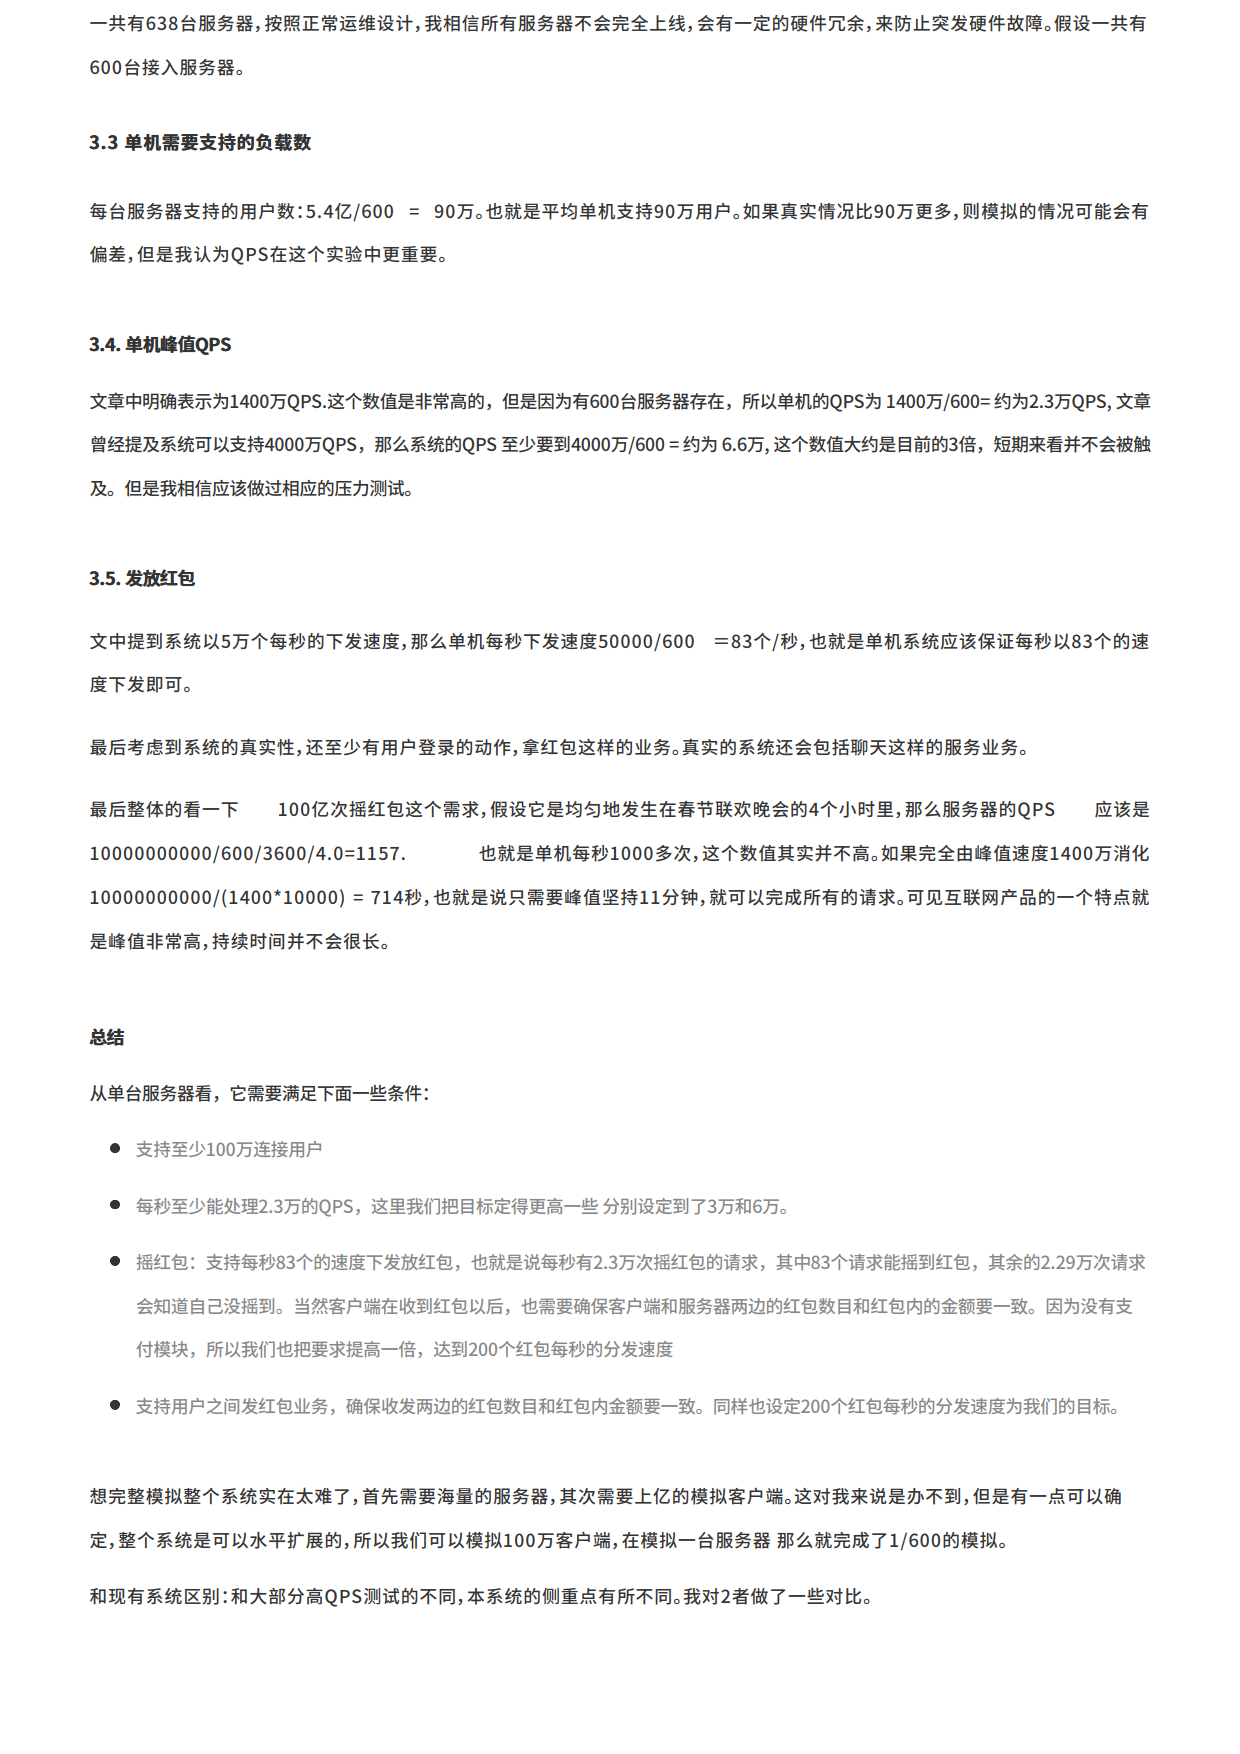 一共有638台服务器，按照正常运维设计，我相信所有服务器不会完全上线，会有一定的硬件冗余，来防止突发硬件故障。假设一共有
600台接入服务器。
3.3 单机需要支持的负载数
每台服务器支持的用户数：5.4亿/600 = 90万。也就是平均单机支持90万用户。如果真实情况比90万更多，则模拟的情况可能会有
偏差，但是我认为QPS在这个实验中更重要。
3.4. 单机峰值QPS
文章中明确表示为1400万QPS.这个数值是非常高的，但是因为有600台服务器存在，所以单机的QPS为 1400万/600= 约为2.3万QPS, 文章
曾经提及系统可以支持4000万QPS，那么系统的QPS 至少要到4000万/600 = 约为 6.6万, 这个数值大约是目前的3倍，短期来看并不会被触
及。但是我相信应该做过相应的压力测试。
3.5. 发放红包
文中提到系统以5万个每秒的下发速度，那么单机每秒下发速度50000/600 ＝83个/秒，也就是单机系统应该保证每秒以83个的速
度下发即可。
最后考虑到系统的真实性，还至少有用户登录的动作，拿红包这样的业务。真实的系统还会包括聊天这样的服务业务。
最后整体的看一下 100亿次摇红包这个需求，假设它是均匀地发生在春节联欢晚会的4个小时里，那么服务器的QPS 应该是
10000000000/600/3600/4.0=1157. 也就是单机每秒1000多次，这个数值其实并不高。如果完全由峰值速度1400万消化
10000000000/(1400*10000) = 714秒，也就是说只需要峰值坚持11分钟，就可以完成所有的请求。可见互联网产品的一个特点就
是峰值非常高，持续时间并不会很长。
总结
从单台服务器看，它需要满足下面一些条件：
● 支持至少100万连接用户
● 每秒至少能处理2.3万的QPS，这里我们把目标定得更高一些 分别设定到了3万和6万。
● 摇红包：支持每秒83个的速度下发放红包，也就是说每秒有2.3万次摇红包的请求，其中83个请求能摇到红包，其余的2.29万次请求
会知道自己没摇到。当然客户端在收到红包以后，也需要确保客户端和服务器两边的红包数目和红包内的金额要一致。因为没有支
付模块，所以我们也把要求提高一倍，达到200个红包每秒的分发速度
● 支持用户之间发红包业务，确保收发两边的红包数目和红包内金额要一致。同样也设定200个红包每秒的分发速度为我们的目标。
想完整模拟整个系统实在太难了，首先需要海量的服务器，其次需要上亿的模拟客户端。这对我来说是办不到，但是有一点可以确
定，整个系统是可以水平扩展的，所以我们可以模拟100万客户端，在模拟一台服务器 那么就完成了1/600的模拟。
和现有系统区别：和大部分高QPS测试的不同，本系统的侧重点有所不同。我对2者做了一些对比。